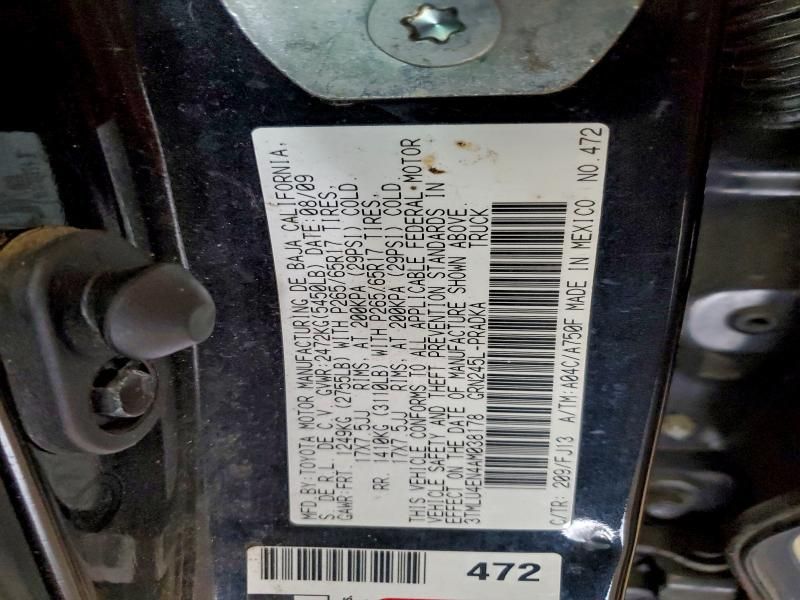 MFD.BY:TOYOTA MOTOR MANUFACTURING DE BAJA CALIFORNIA,
S. DE R.L. DE C.V. GVWR:2472KG(5450LB) DATE:08/09
GAWR:FRT. 1249KG (2755LB) WITH P265/65R17 TIRES,
17X7.5JJ RIMS, AT 200KPA (29PSI) COLD.
RR. 1410KG (3110LB) WITH P265/65R17 TIRES,
17X7.5JJ RIMS, AT 200KPA (29PSI) COLD
THIS VEHICLE CONFORMS TO ALL APPLICABLE FEDERAL MOTOR
VEHICLE SAFETY AND THEFT PREVENTION STANDARDS IN
EFFECT ON THE DATE OF MANUFACTURE SHOWN ABOVE.
3TMLU4EN4AM038178 GRN245L-PRADKA TRUCK
C/TR: 209/FJ13 A/TM:A04C/A750F MADE IN MEXICO NO.472
472